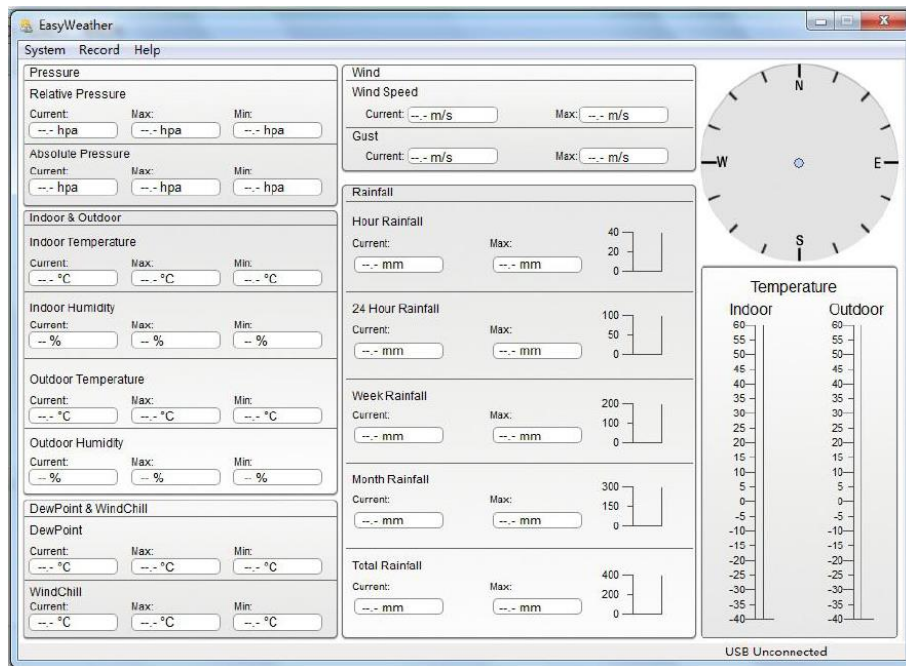 EasyWeather
System Record Help
Pressure
Relative Pressure
Current: Max: Min:
--.- hpa --.- hpa --.- hpa
Absolute Pressure
Current: Max: Min:
--.- hpa --.- hpa --.- hpa
Indoor & Outdoor
Indoor Temperature
Current: Max: Min:
--.- °C --.- °C --.- °C
Indoor Humidity
Current: Max: Min:
-- % -- % -- %
Outdoor Temperature
Current: Max: Min:
--.- °C --.- °C --.- °C
Outdoor Humidity
Current: Max: Min:
-- % -- % -- %
DewPoint & WindChill
DewPoint
Current: Max: Min:
--.- °C --.- °C --.- °C
WindChill
Current: Max: Min:
--.- °C --.- °C --.- °C
Wind
Wind Speed
Current: --.- m/s Max: --.- m/s
Gust
Current: --.- m/s Max: --.- m/s
Rainfall
Hour Rainfall
Current: Max:
--.- mm --.- mm
40
20
0
24 Hour Rainfall
Current: Max:
--.- mm --.- mm
100
50
0
Week Rainfall
Current: Max:
--.- mm --.- mm
200
100
0
Month Rainfall
Current: Max:
--.- mm --.- mm
300
150
0
Total Rainfall
Current: Max:
--.- mm --.- mm
400
200
0
N
W E
S
Temperature
Indoor Outdoor
60 60
55 55
50 50
45 45
40 40
35 35
30 30
25 25
20 20
15 15
10 10
5 5
0 0
-5 -5
-10 -10
-15 -15
-20 -20
-25 -25
-30 -30
-35 -35
-40 -40
USB Unconnected